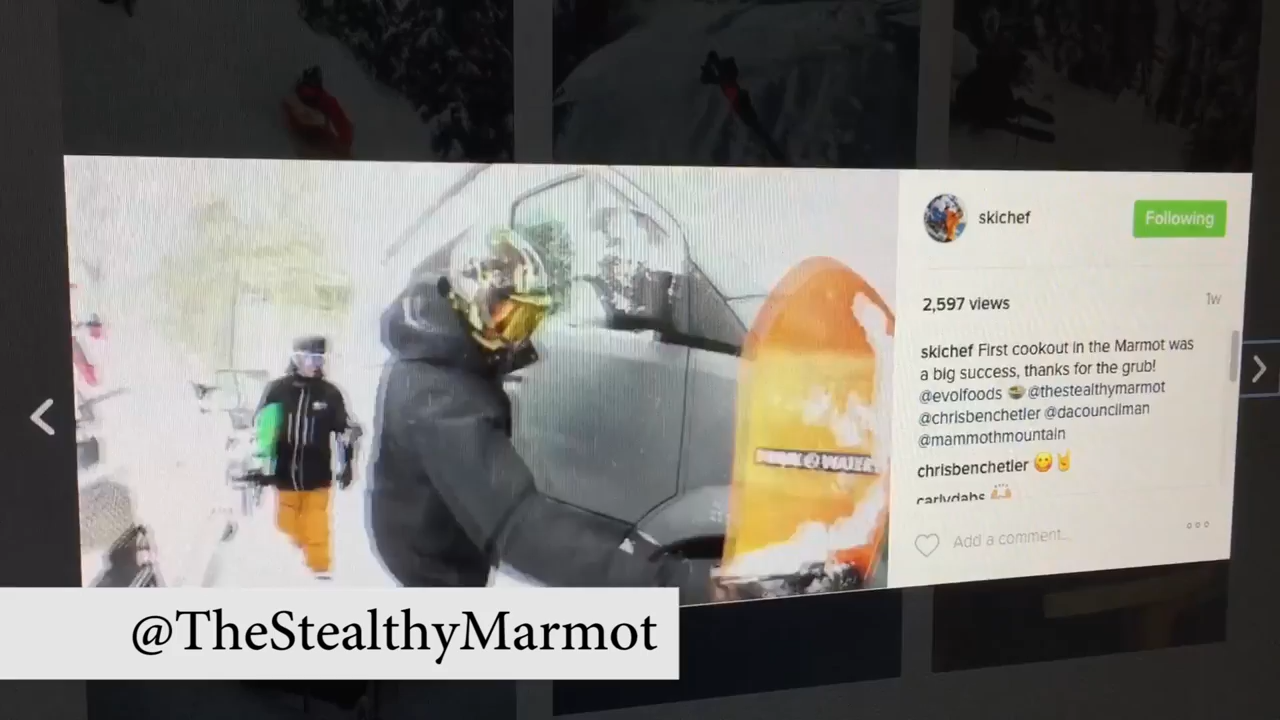 skichef
Following
2,597 views
1w
skichef First cookout in the Marmot was
a big success, thanks for the grub!
@evolfoods 🍲 @thestealthymarmot
@chrisbenchetler @dacouncilman
@mammothmountain
chrisbenchetler 😋🤘
carlydabs 🙌🏼
Add a comment...
@TheStealthyMarmot